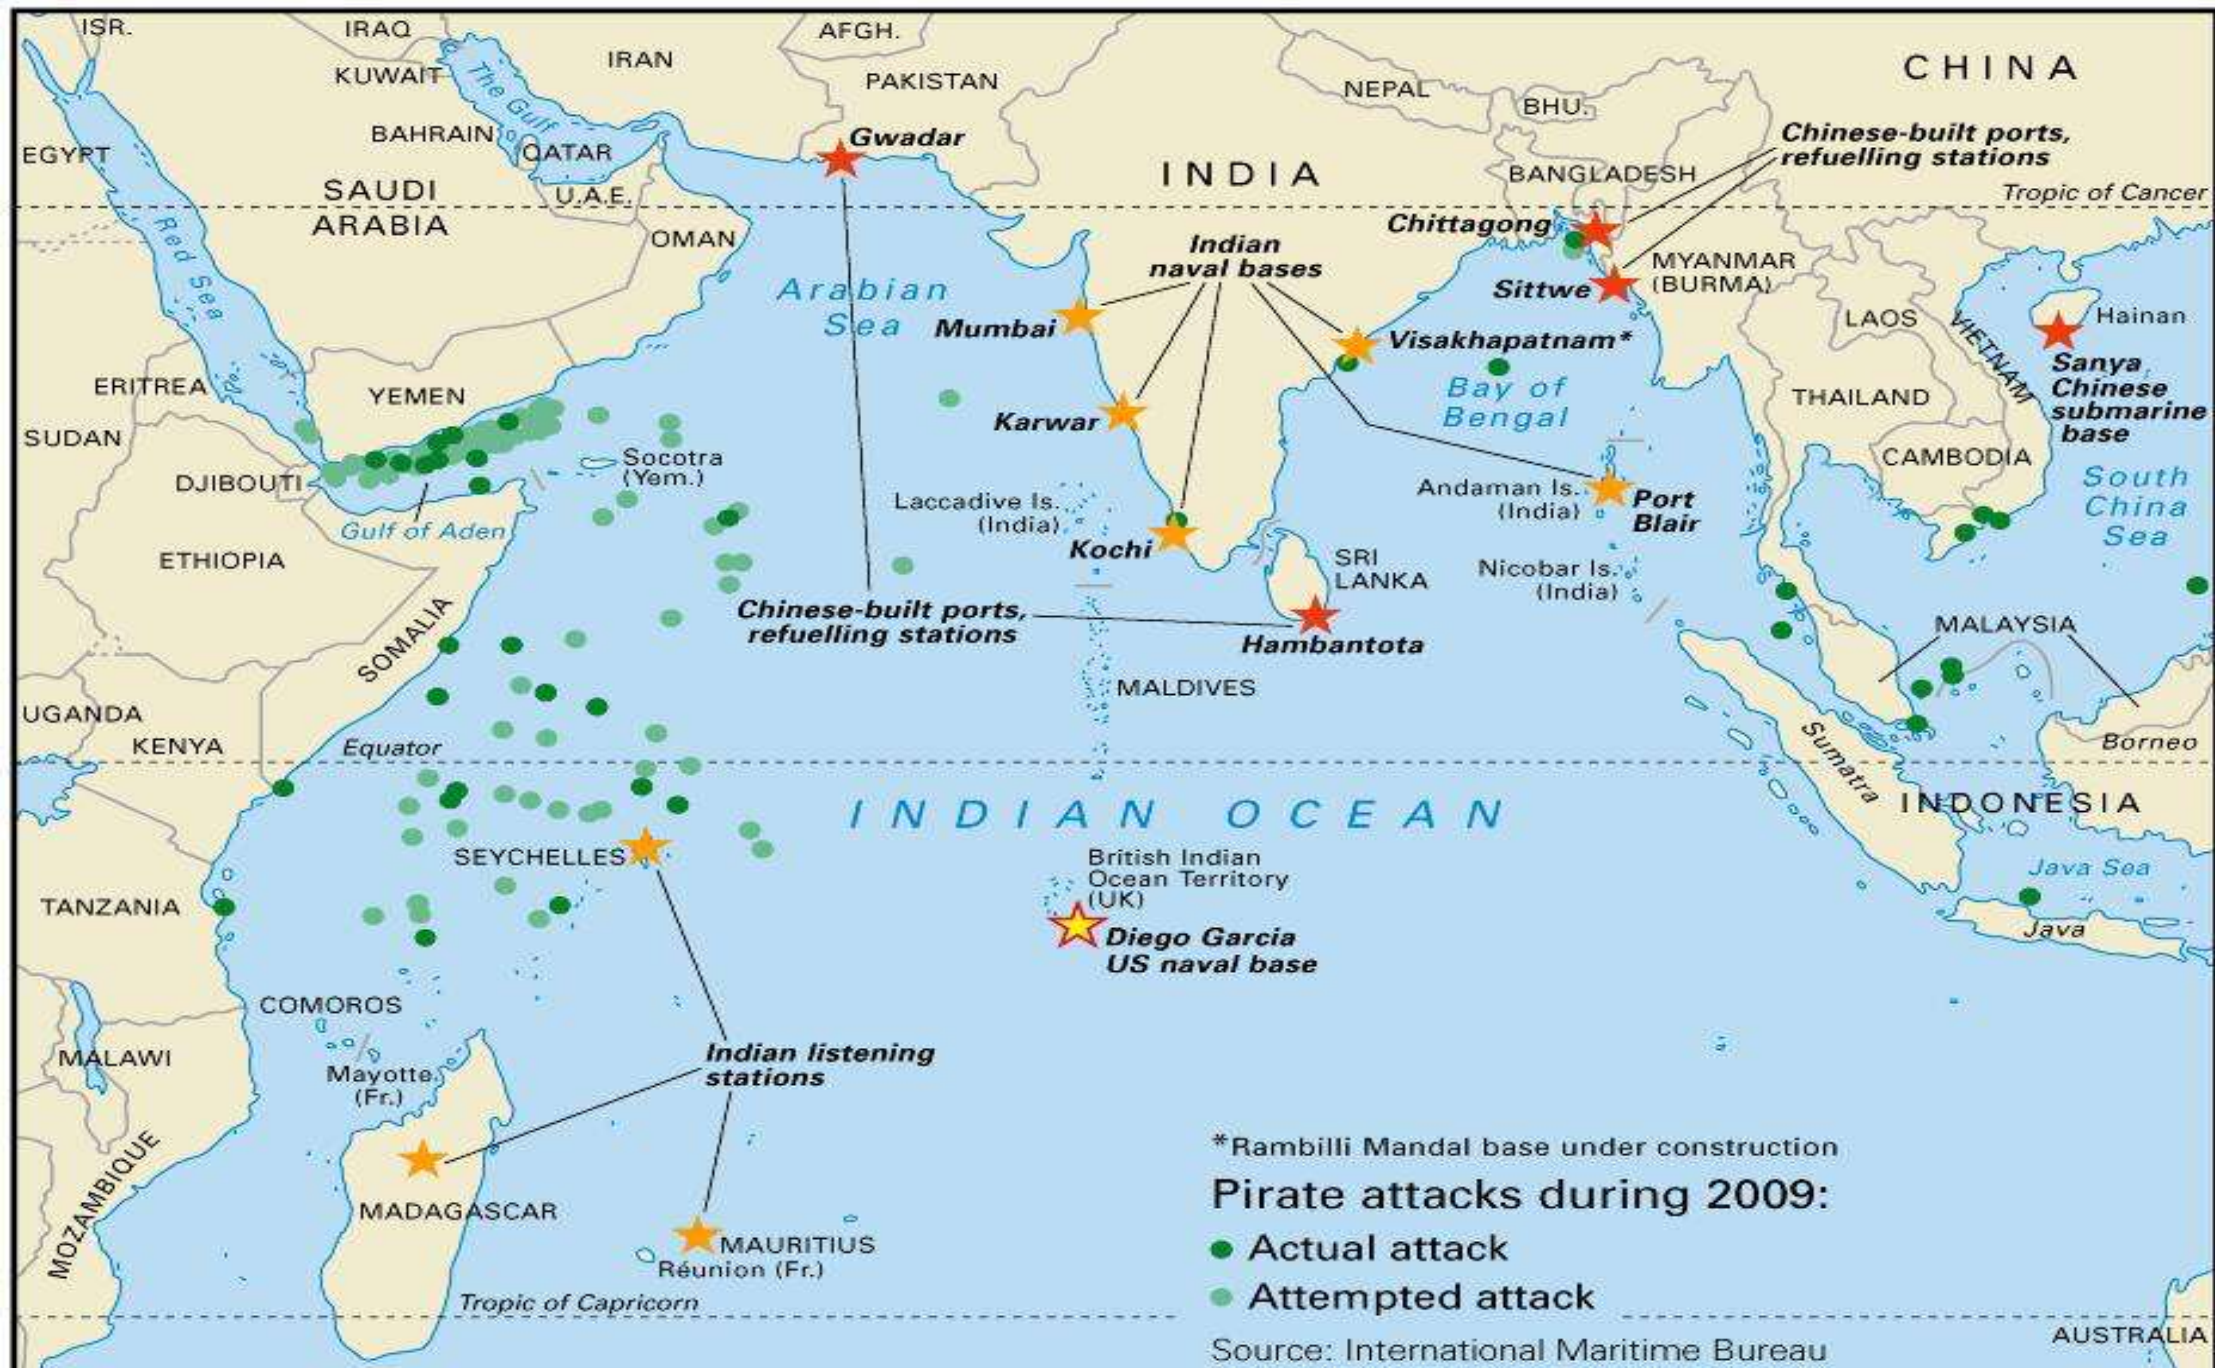 ISR.
IRAQ
AFGH.
IRAN
KUWAIT
The Gulf
PAKISTAN
CHINA
NEPAL
BHU.
BAHRAIN
Gwadar
Chinese-built ports,
refuelling stations
EGYPT
QATAR
INDIA
BANGLADESH
SAUDI
ARABIA
U.A.E.
Tropic of Cancer
Red Sea
OMAN
Chittagong
Indian
naval bases
MYANMAR
(BURMA)
Arabian
Sea
Sittwe
Mumbai
Hainan
LAOS
VIETNAM
Visakhapatnam*
Sanya,
Chinese
submarine
base
ERITREA
YEMEN
Bay of
Bengal
THAILAND
Karwar
SUDAN
Socotra
(Yem.)
CAMBODIA
DJIBOUTI
South
China
Sea
Laccadive Is.
(India)
Andaman Is.
(India)
Port
Blair
Gulf of Aden
Kochi
ETHIOPIA
SRI
LANKA
Nicobar Is.
(India)
Chinese-built ports,
refuelling stations
SOMALIA
MALAYSIA
Hambantota
MALDIVES
UGANDA
KENYA
Equator
Sumatra
Borneo
INDIAN OCEAN
INDONESIA
SEYCHELLES
British Indian
Ocean Territory
(UK)
Java Sea
TANZANIA
Diego Garcia
US naval base
Java
COMOROS
MALAWI
Mayotte
(Fr.)
Indian listening
stations
MOZAMBIQUE
MADAGASCAR
MAURITIUS
Réunion (Fr.)
Tropic of Capricorn
*Rambilli Mandal base under construction
Pirate attacks during 2009:
Actual attack
Attempted attack
Source: International Maritime Bureau
AUSTRALIA